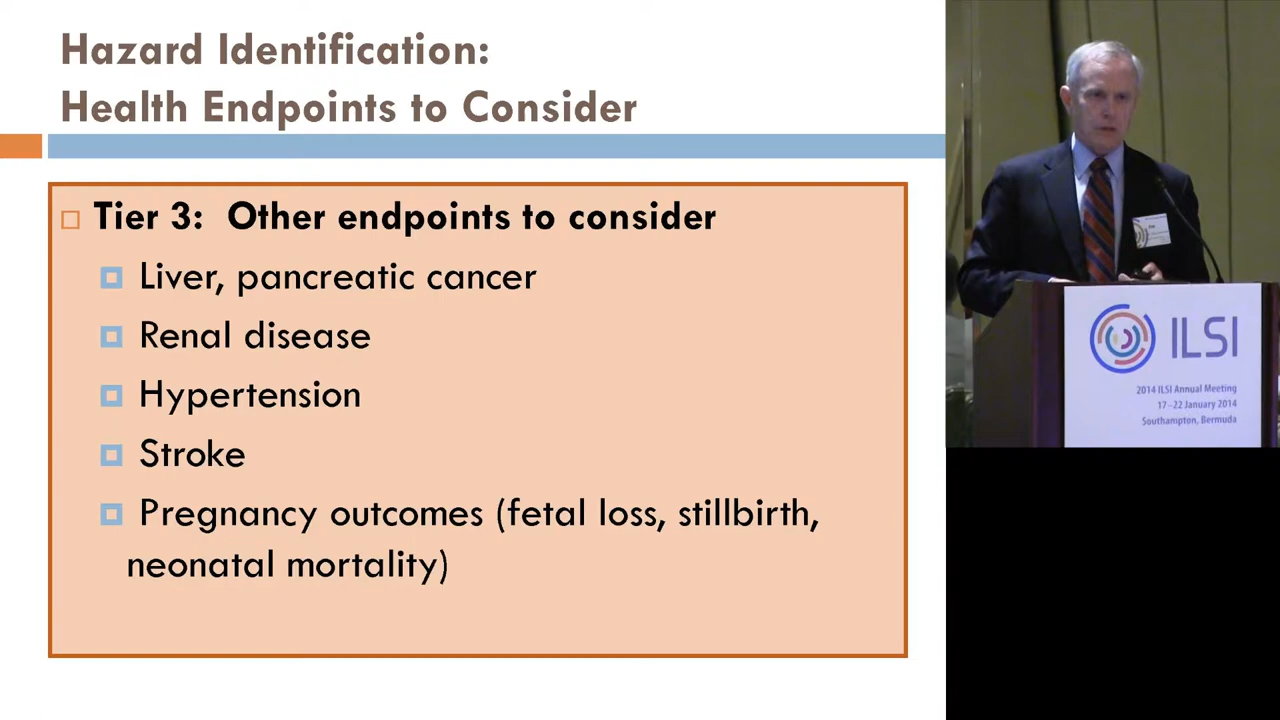 Hazard Identification:
Health Endpoints to Consider
Tier 3: Other endpoints to consider
Liver, pancreatic cancer
Renal disease
Hypertension
Stroke
Pregnancy outcomes (fetal loss, stillbirth,
neonatal mortality)
ILSI
2014 ILSI Annual Meeting
17–22 January 2014
Southampton, Bermuda